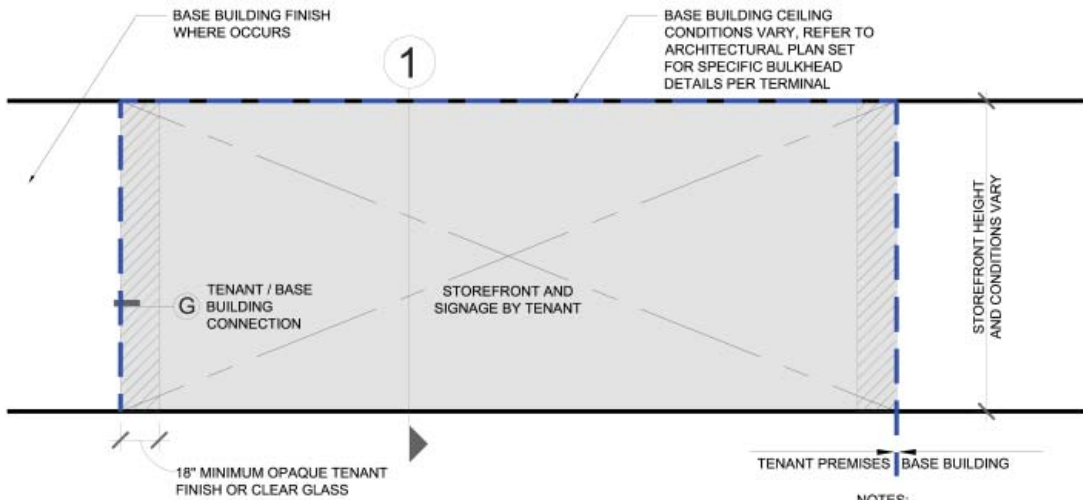 BASE BUILDING FINISH
WHERE OCCURS
1
BASE BUILDING CEILING
CONDITIONS VARY, REFER TO
ARCHITECTURAL PLAN SET
FOR SPECIFIC BULKHEAD
DETAILS PER TERMINAL
G
TENANT / BASE
BUILDING
CONNECTION
STOREFRONT AND
SIGNAGE BY TENANT
STOREFRONT HEIGHT
AND CONDITIONS VARY
18" MINIMUM OPAQUE TENANT
FINISH OR CLEAR GLASS
TENANT PREMISES
BASE BUILDING
NOTES: